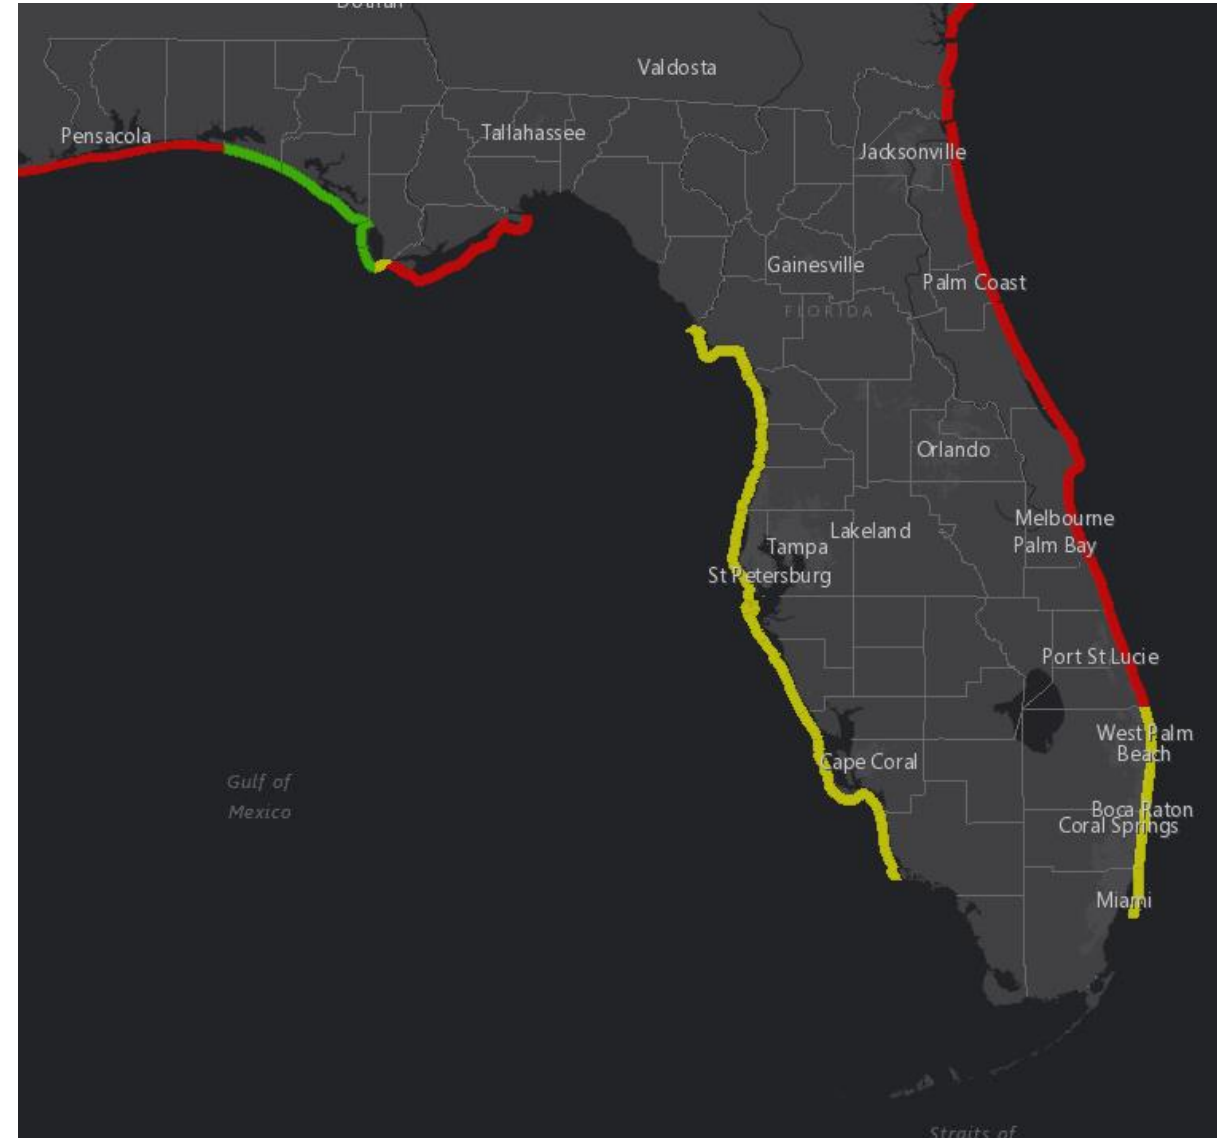 Dothan
Valdosta
Pensacola
Tallahassee
Jacksonville
Gainesville
Palm Coast
FLORIDA
Orlando
Melbourne
Lakeland
Tampa
Palm Bay
St Petersburg
Port St Lucie
West Palm
Beach
Cape Coral
Gulf of
Mexico
Boca Raton
Coral Springs
Miami
Straits of